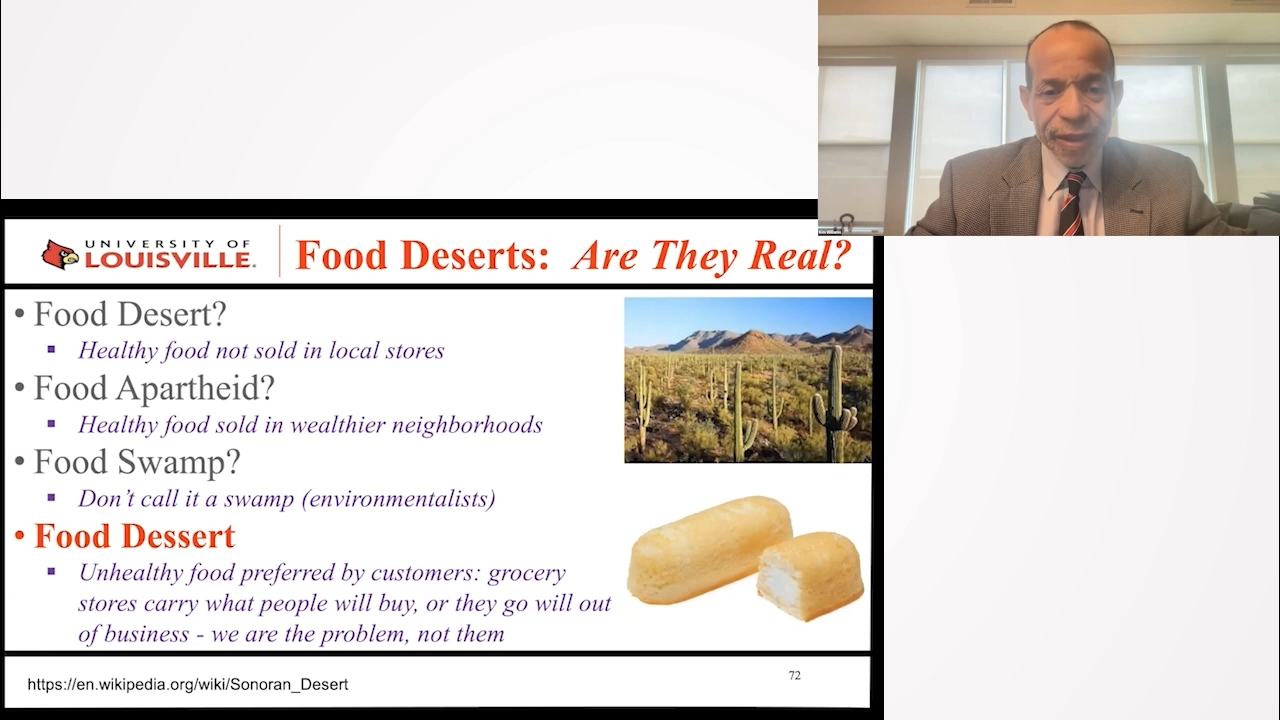 UNIVERSITY OF
LOUISVILLE.
Food Deserts: Are They Real?
• Food Desert?
▪ Healthy food not sold in local stores
• Food Apartheid?
▪ Healthy food sold in wealthier neighborhoods
• Food Swamp?
▪ Don’t call it a swamp (environmentalists)
• Food Dessert
▪ Unhealthy food preferred by customers: grocery
stores carry what people will buy, or they go will out
of business - we are the problem, not them
https://en.wikipedia.org/wiki/Sonoran_Desert
72